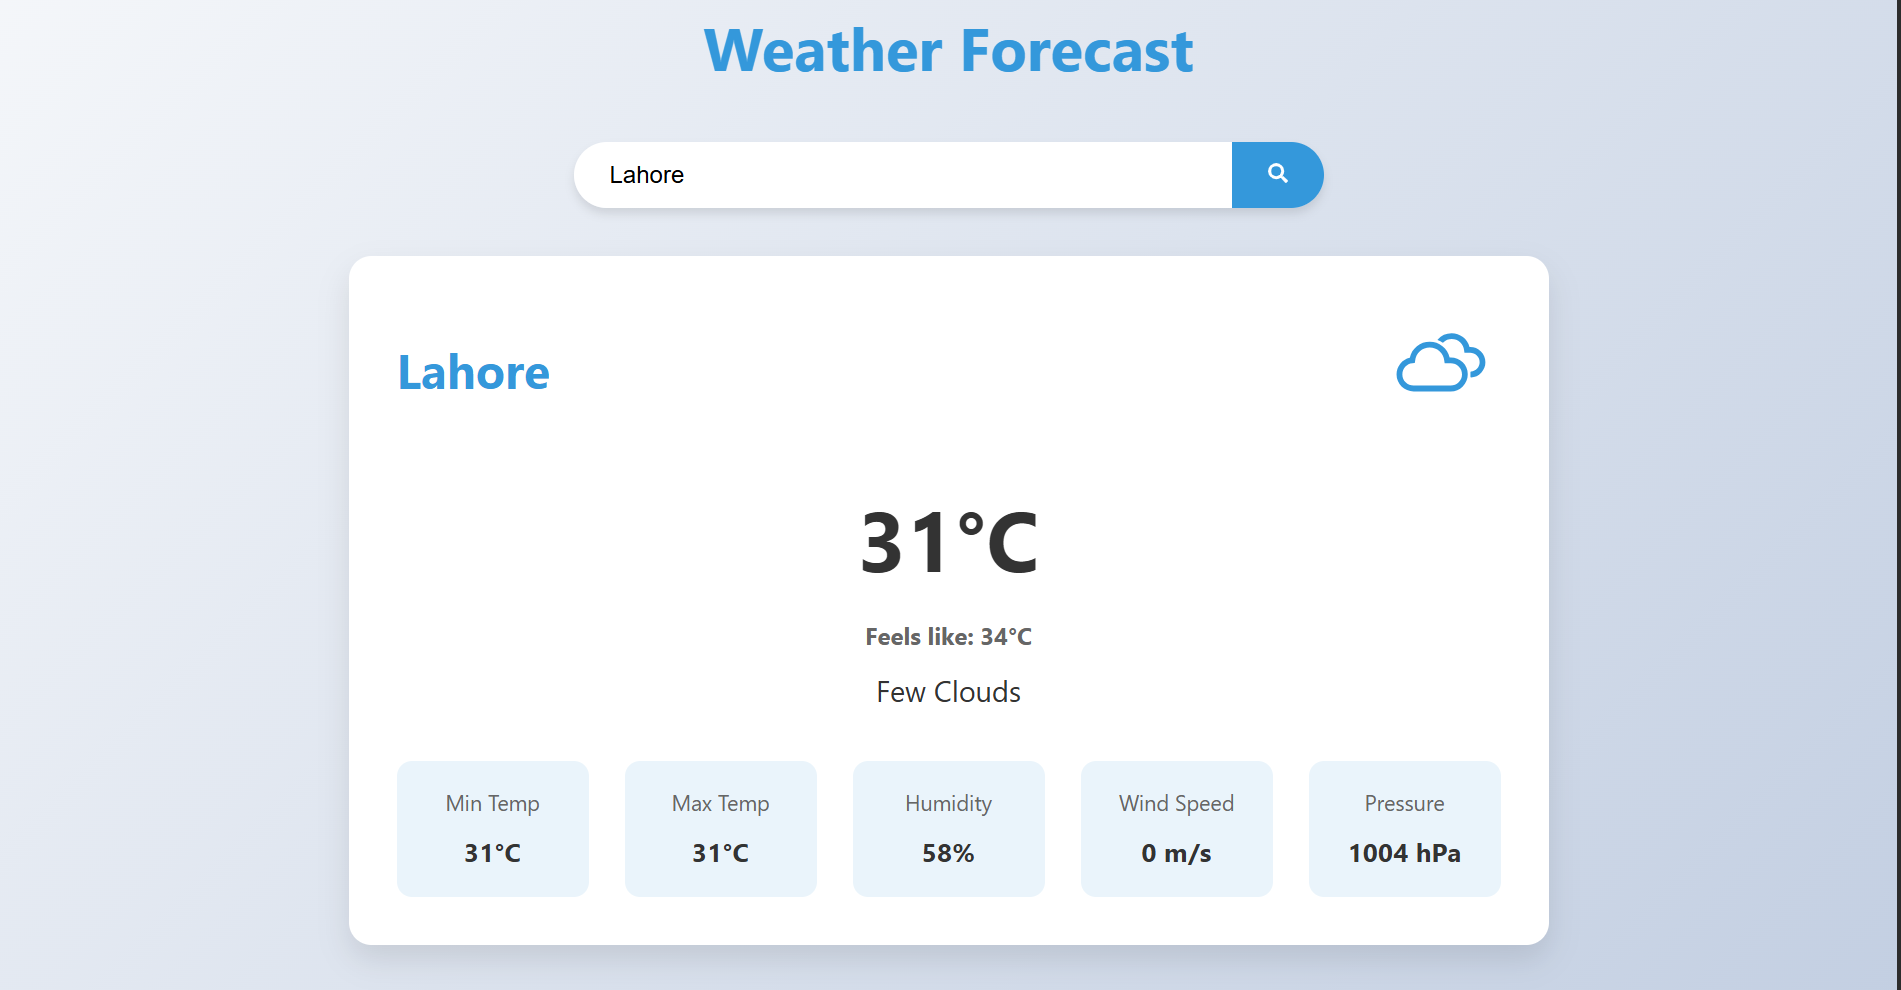 Weather Forecast
Lahore
Lahore
31°C
Feels like: 34°C
Few Clouds
Min Temp
31°C
Max Temp
31°C
Humidity
58%
Wind Speed
0 m/s
Pressure
1004 hPa